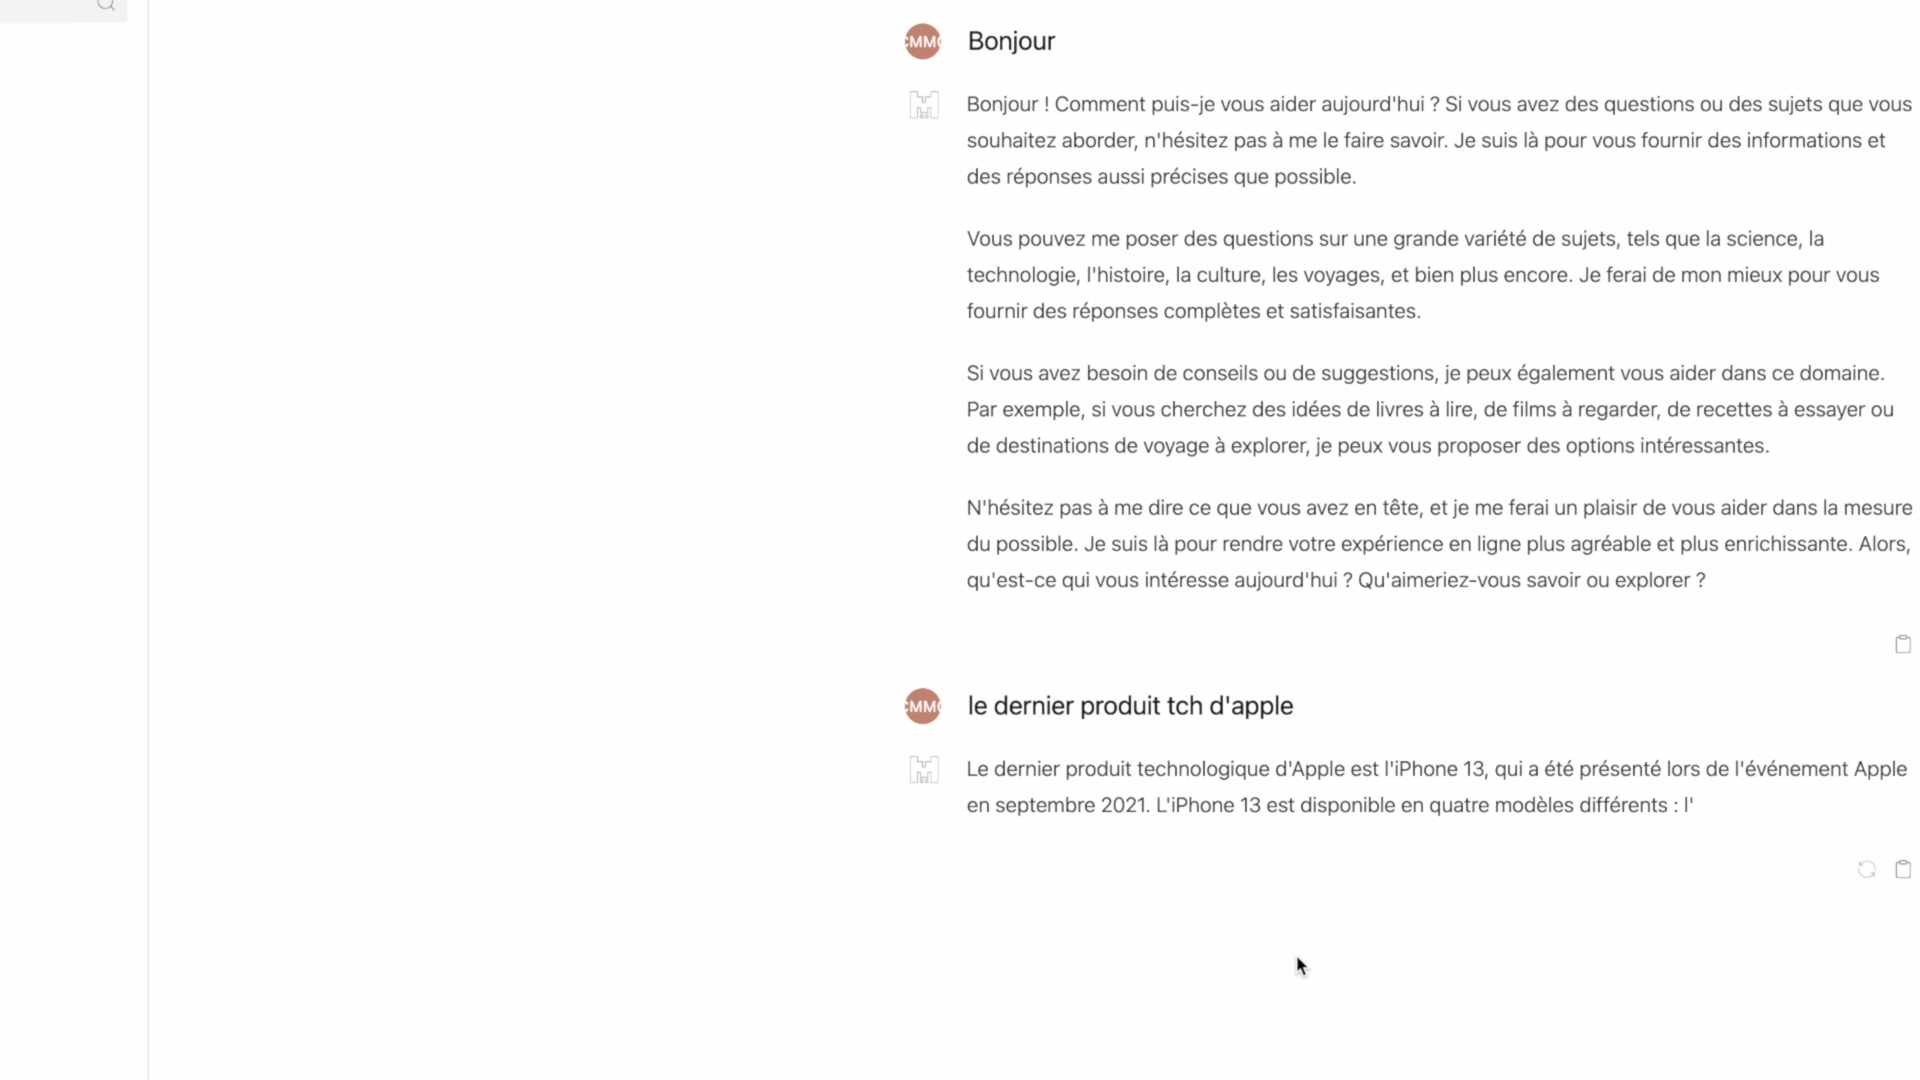 Bonjour
Bonjour ! Comment puis-je vous aider aujourd'hui ? Si vous avez des questions ou des sujets que vous
souhaitez aborder, n'hésitez pas à me le faire savoir. Je suis là pour vous fournir des informations et
des réponses aussi précises que possible.
Vous pouvez me poser des questions sur une grande variété de sujets, tels que la science, la
technologie, l'histoire, la culture, les voyages, et bien plus encore. Je ferai de mon mieux pour vous
fournir des réponses complètes et satisfaisantes.
Si vous avez besoin de conseils ou de suggestions, je peux également vous aider dans ce domaine.
Par exemple, si vous cherchez des idées de livres à lire, de films à regarder, de recettes à essayer ou
de destinations de voyage à explorer, je peux vous proposer des options intéressantes.
N'hésitez pas à me dire ce que vous avez en tête, et je me ferai un plaisir de vous aider dans la mesure
du possible. Je suis là pour rendre votre expérience en ligne plus agréable et plus enrichissante. Alors,
qu'est-ce qui vous intéresse aujourd'hui ? Qu'aimeriez-vous savoir ou explorer ?
le dernier produit tch d'apple
Le dernier produit technologique d'Apple est l'iPhone 13, qui a été présenté lors de l'événement Apple
en septembre 2021. L'iPhone 13 est disponible en quatre modèles différents : l'